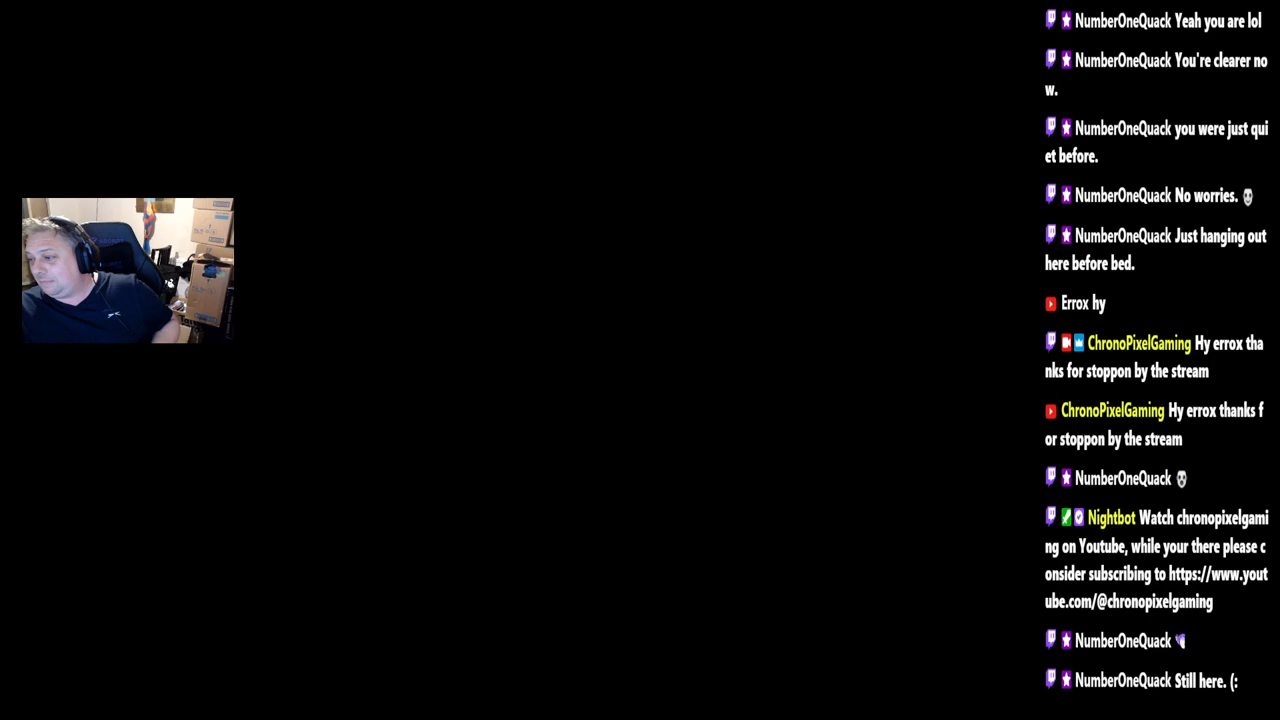 NumberOneQuack Yeah you are lol
NumberOneQuack You're clearer no
w.
NumberOneQuack you were just qui
et before.
NumberOneQuack No worries.
NumberOneQuack Just hanging out
here before bed.
Errox hy
ChronoPixelGaming Hy errox tha
nks for stoppon by the stream
ChronoPixelGaming Hy errox thanks f
or stoppon by the stream
NumberOneQuack
Nightbot Watch chronopixelgami
ng on Youtube, while your there please c
onsider subscribing to https://www.yout
ube.com/@chronopixelgaming
NumberOneQuack
NumberOneQuack Still here. (: